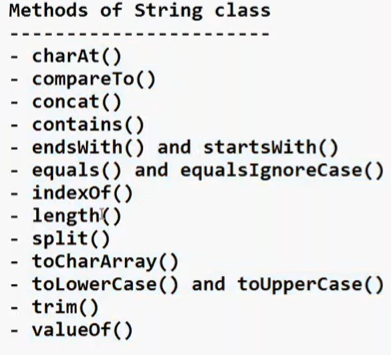 Methods of String class
-----------------------
- charAt()
- compareTo()
- concat()
- contains()
- endsWith() and startsWith()
- equals() and equalsIgnoreCase()
- indexOf()
- length()
- split()
- toCharArray()
- toLowerCase() and toUpperCase()
- trim()
- valueOf()